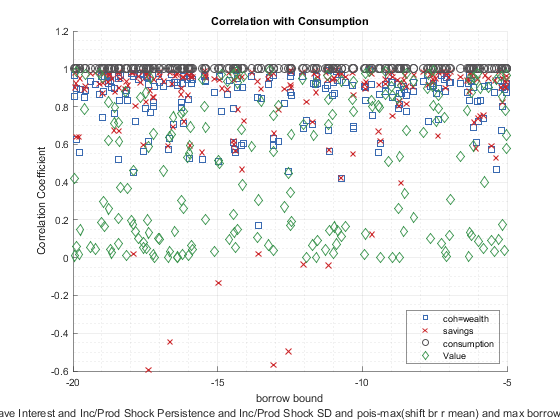 Correlation with Consumption
1.2
1.2
0.8
0.6
0.4
0.2
0
-0.2
-0.4
-0.6
-20
-15
-10
-5
Correlation Coefficient
borrow bound
coh=wealth
savings
consumption
Value
ave Interest and Inc/Prod Shock Persistence and Inc/Prod Shock SD and pois-max(shift br r mean) and max borrow